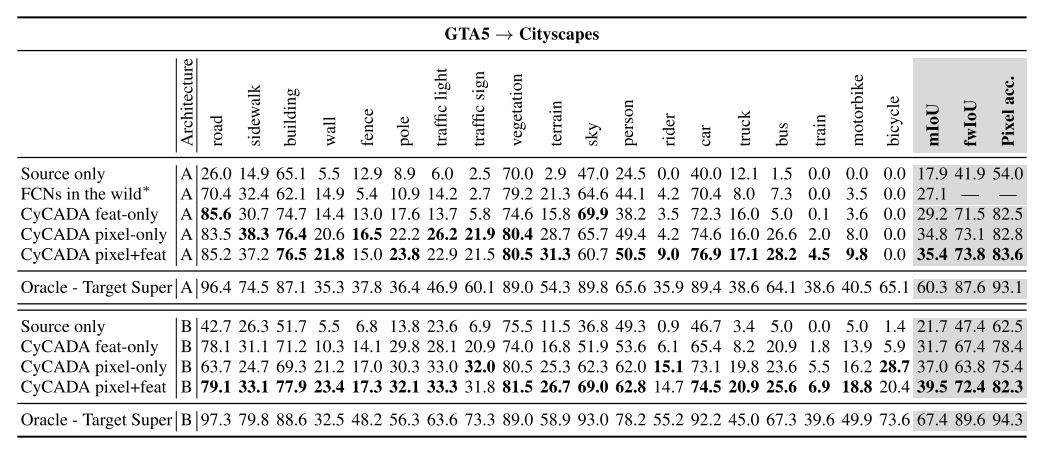 GTA5 → Cityscapes
Architecture road sidewalk building wall fence pole traffic light traffic sign vegetation terrain sky person rider car truck bus train motorbike bicycle mIoU fwIoU Pixel acc.
Source only A 26.0 14.9 65.1 5.5 12.9 8.9 6.0 2.5 70.0 2.9 47.0 24.5 0.0 40.0 12.1 1.5 0.0 0.0 0.0 17.9 41.9 54.0
FCNs in the wild* A 70.4 32.4 62.1 14.9 5.4 10.9 14.2 2.7 79.2 21.3 64.6 44.1 4.2 70.4 8.0 7.3 0.0 3.5 0.0 27.1 — —
CyCADA feat-only A 85.6 30.7 74.7 14.4 13.0 17.6 13.7 5.8 74.6 15.8 69.9 38.2 3.5 72.3 16.0 5.0 0.1 3.6 0.0 29.2 71.5 82.5
CyCADA pixel-only A 83.5 38.3 76.4 20.6 16.5 22.2 26.2 21.9 80.4 28.7 65.7 49.4 4.2 74.6 16.0 26.6 2.0 8.0 0.0 34.8 73.1 82.8
CyCADA pixel+feat A 85.2 37.2 76.5 21.8 15.0 23.8 22.9 21.5 80.5 31.3 60.7 50.5 9.0 76.9 17.1 28.2 4.5 9.8 0.0 35.4 73.8 83.6
Oracle - Target Super A 96.4 74.5 87.1 35.3 37.8 36.4 46.9 60.1 89.0 54.3 89.8 65.6 35.9 89.4 38.6 64.1 38.6 40.5 65.1 60.3 87.6 93.1
Source only B 42.7 26.3 51.7 5.5 6.8 13.8 23.6 6.9 75.5 11.5 36.8 49.3 0.9 46.7 3.4 5.0 0.0 5.0 1.4 21.7 47.4 62.5
CyCADA feat-only B 78.1 31.1 71.2 10.3 14.1 29.8 28.1 20.9 74.0 16.8 51.9 53.6 6.1 65.4 8.2 20.9 1.8 13.9 5.9 31.7 67.4 78.4
CyCADA pixel-only B 63.7 24.7 69.3 21.2 17.0 30.3 33.0 32.0 80.5 25.3 62.3 62.0 15.1 73.1 19.8 23.6 5.5 16.2 28.7 37.0 63.8 75.4
CyCADA pixel+feat B 79.1 33.1 77.9 23.4 17.3 32.1 33.3 31.8 81.5 26.7 69.0 62.8 14.7 74.5 20.9 25.6 6.9 18.8 20.4 39.5 72.4 82.3
Oracle - Target Super B 97.3 79.8 88.6 32.5 48.2 56.3 63.6 73.3 89.0 58.9 93.0 78.2 55.2 92.2 45.0 67.3 39.6 49.9 73.6 67.4 89.6 94.3